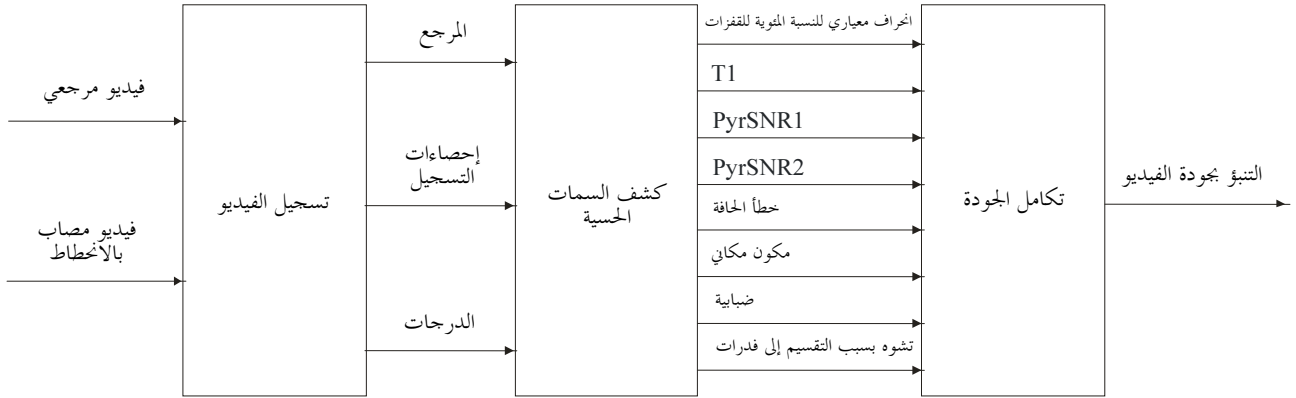 فيديو مرجعي
فيديو مصاب
بالانحطاط
تسجيل الفيديو
المرجع
إحصاءات
التسجيل
الدرجات
كشف السمات
الحسية
انحراف معياري للنسبة المئوية للقفزات
T1
PyrSNR1
PyrSNR2
خطأ الحافة
مكون مكاني
ضبابية
تشوه بسبب التقسيم إلى فدرات
تكامل الجودة
التنبؤ بجودة الفيديو